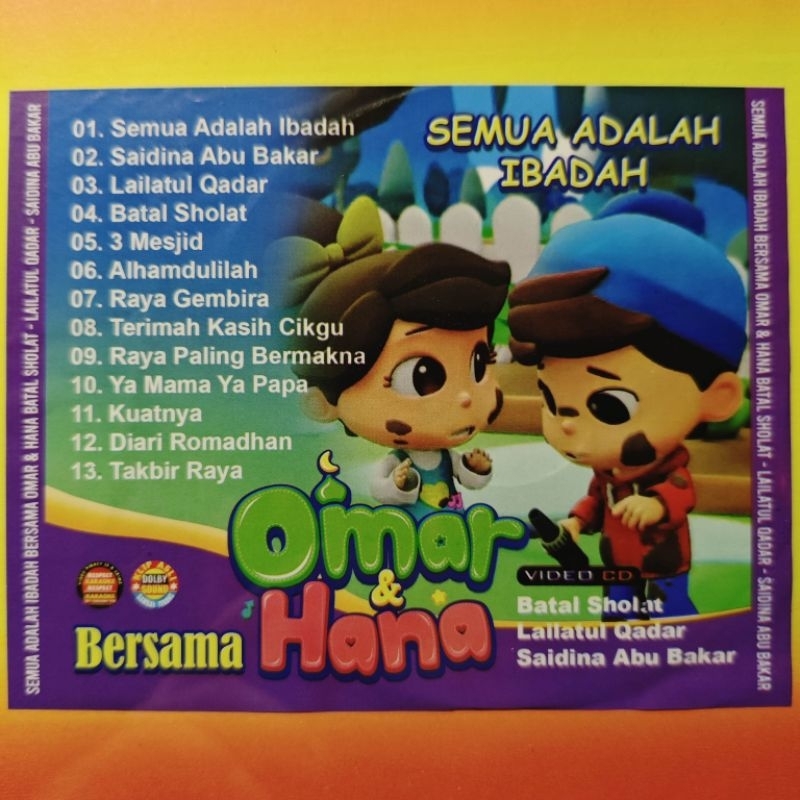 01. Semua Adalah Ibadah
02. Saidina Abu Bakar
03. Lailatul Qadar
04. Batal Sholat
05. 3 Mesjid
06. Alhamdulilah
07. Raya Gembira
08. Terimah Kasih Cikgu
09. Raya Paling Bermakna
10. Ya Mama Ya Papa
11. Kuatnya
12. Diari Romadhan
13. Takbir Raya
SEMUA ADALAH
IBADAH
Omar
&
Hana
Bersama
VIDEO CD
Batal Sholat
Lailatul Qadar
Saidina Abu Bakar
KLIP ASLI
DOLBY
SOUND
SEMUA ADALAH IBADAH BERSAMA OMAR & HANA BATAL SHOLAT - LAILATUL QADAR - SAIDINA ABU BAKAR
SEMUA ADALAH IBADAH BERSAMA OMAR & HANA BATAL SHOLAT - LAILATUL QADAR - SAIDINA ABU BAKAR